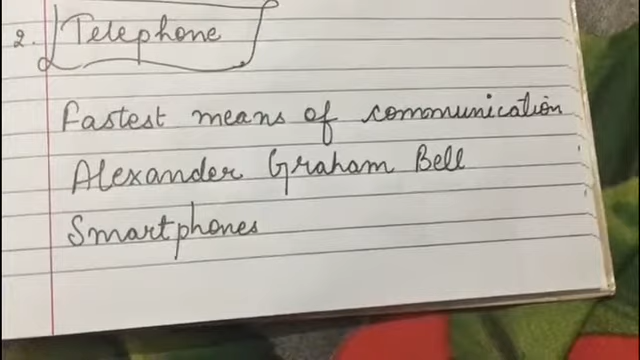 2. Telephone
Fastest means of communication
Alexander Graham Bell
Smartphones